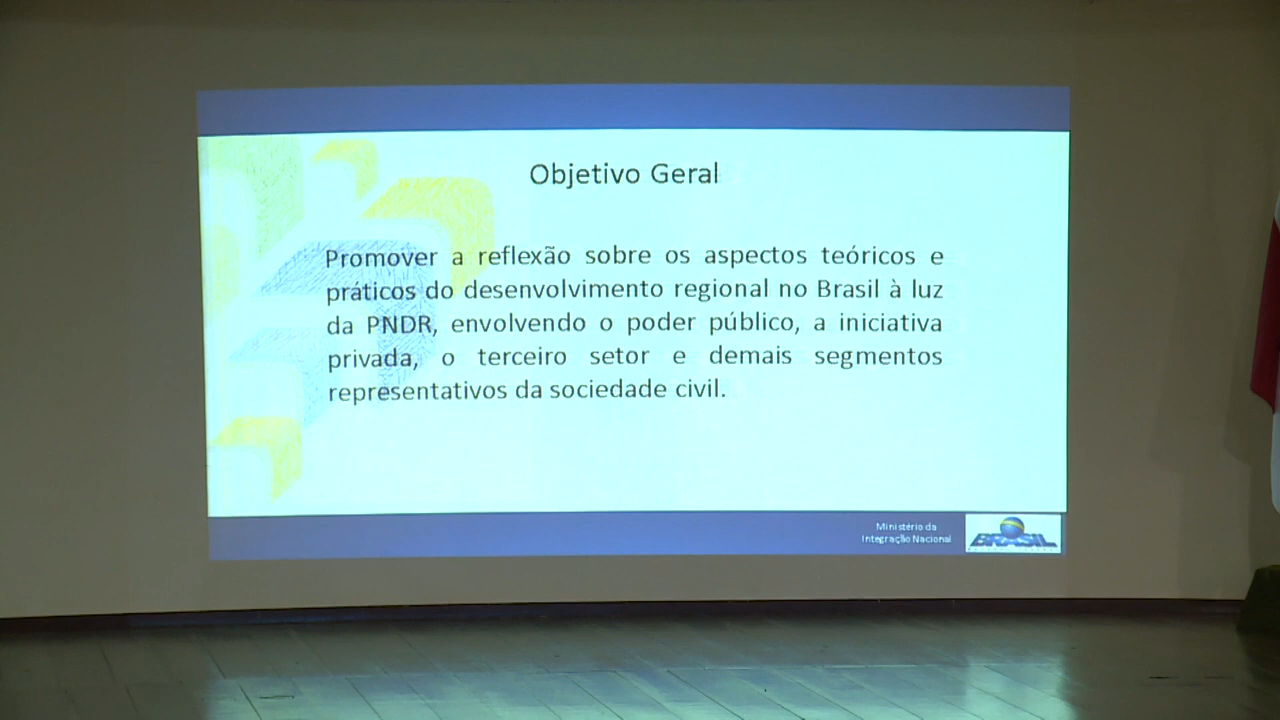 Objetivo Geral
Promover a reflexão sobre os aspectos teóricos e
práticos do desenvolvimento regional no Brasil à luz
da PNDR, envolvendo o poder público, a iniciativa
privada, o terceiro setor e demais segmentos
representativos da sociedade civil.
Ministério da
Integração Nacional
BRASIL